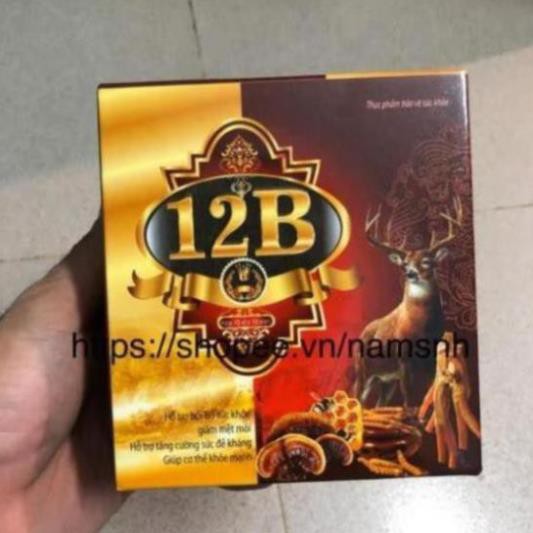 Thực phẩm bảo vệ sức khỏe
12B
https://shopee.vn/namsnh
Hỗ trợ bồi bổ sức khỏe
giảm mệt mỏi
Hỗ trợ tăng cường sức đề kháng
Giúp cơ thể khỏe mạnh